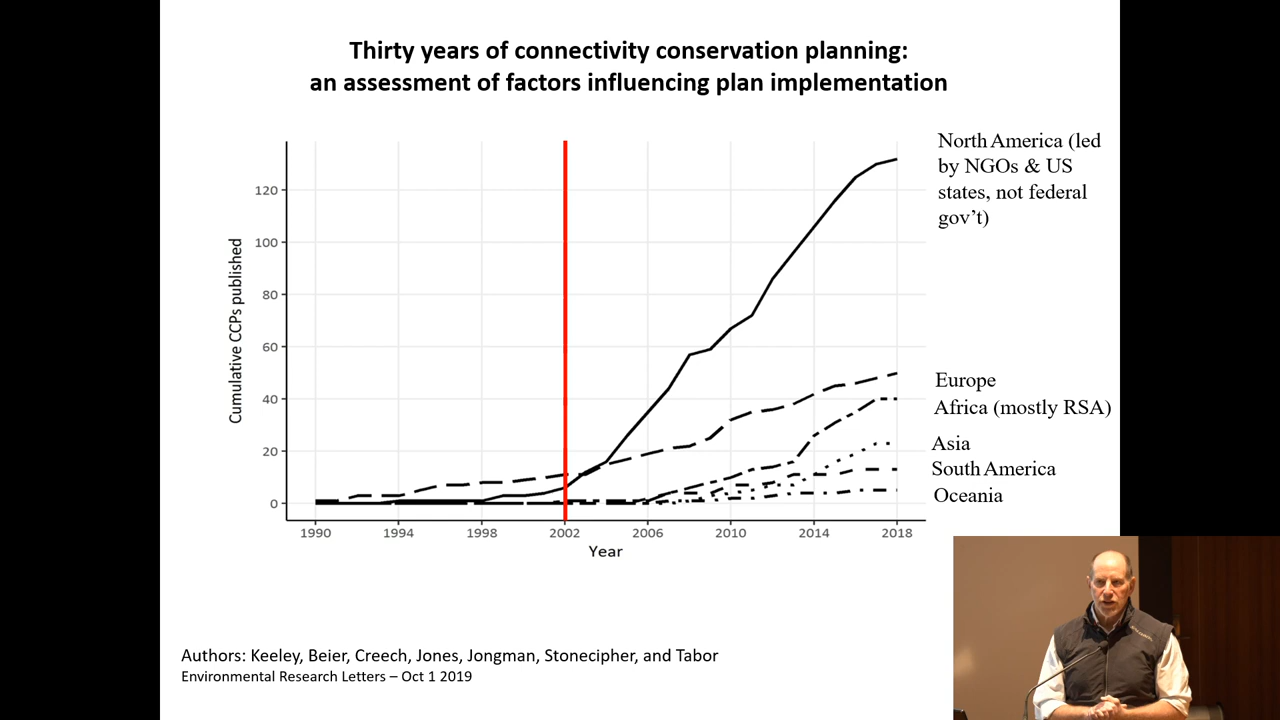 Thirty years of connectivity conservation planning:
an assessment of factors influencing plan implementation
North America (led
by NGOs & US
states, not federal
gov't)
Europe
Africa (mostly RSA)
Asia
South America
Oceania
Cumulative CCPs published
120
100
80
60
40
20
0
1990 1994 1998 2002 2006 2010 2014 2018
Year
Authors: Keeley, Beier, Creech, Jones, Jongman, Stonecipher, and Tabor
Environmental Research Letters – Oct 1 2019